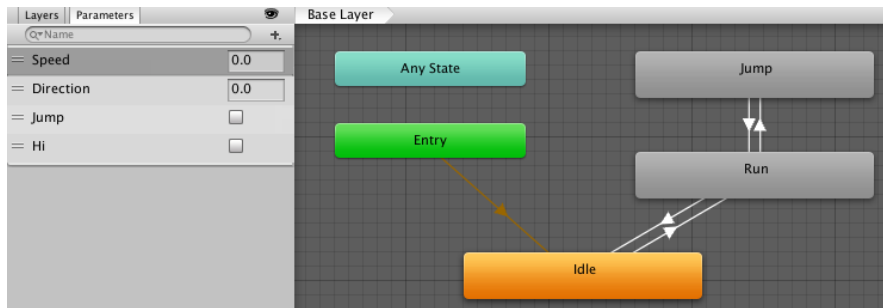 Layers Parameters
Name
Speed 0.0
Direction 0.0
Jump
Hi
Base Layer
Any State
Jump
Entry
Run
Idle